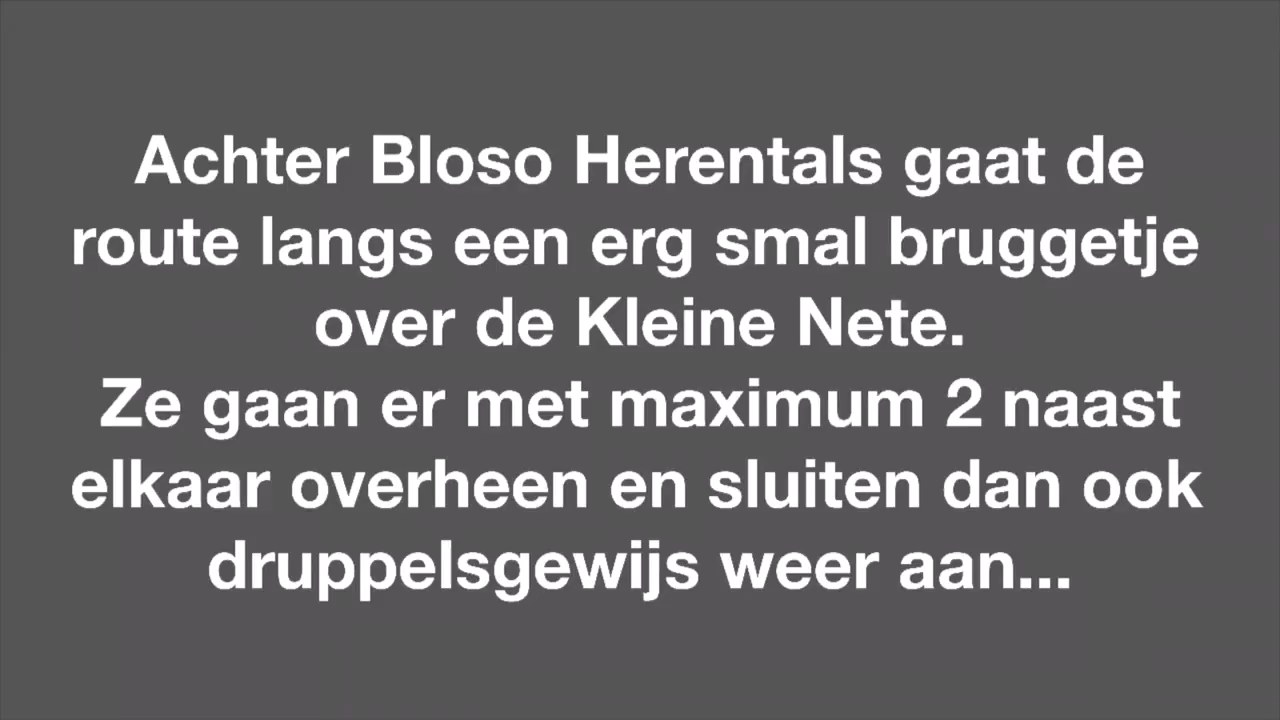 Achter Bloso Herentals gaat de
route langs een erg smal bruggetje
over de Kleine Nete.
Ze gaan er met maximum 2 naast
elkaar overheen en sluiten dan ook
druppelsgewijs weer aan...